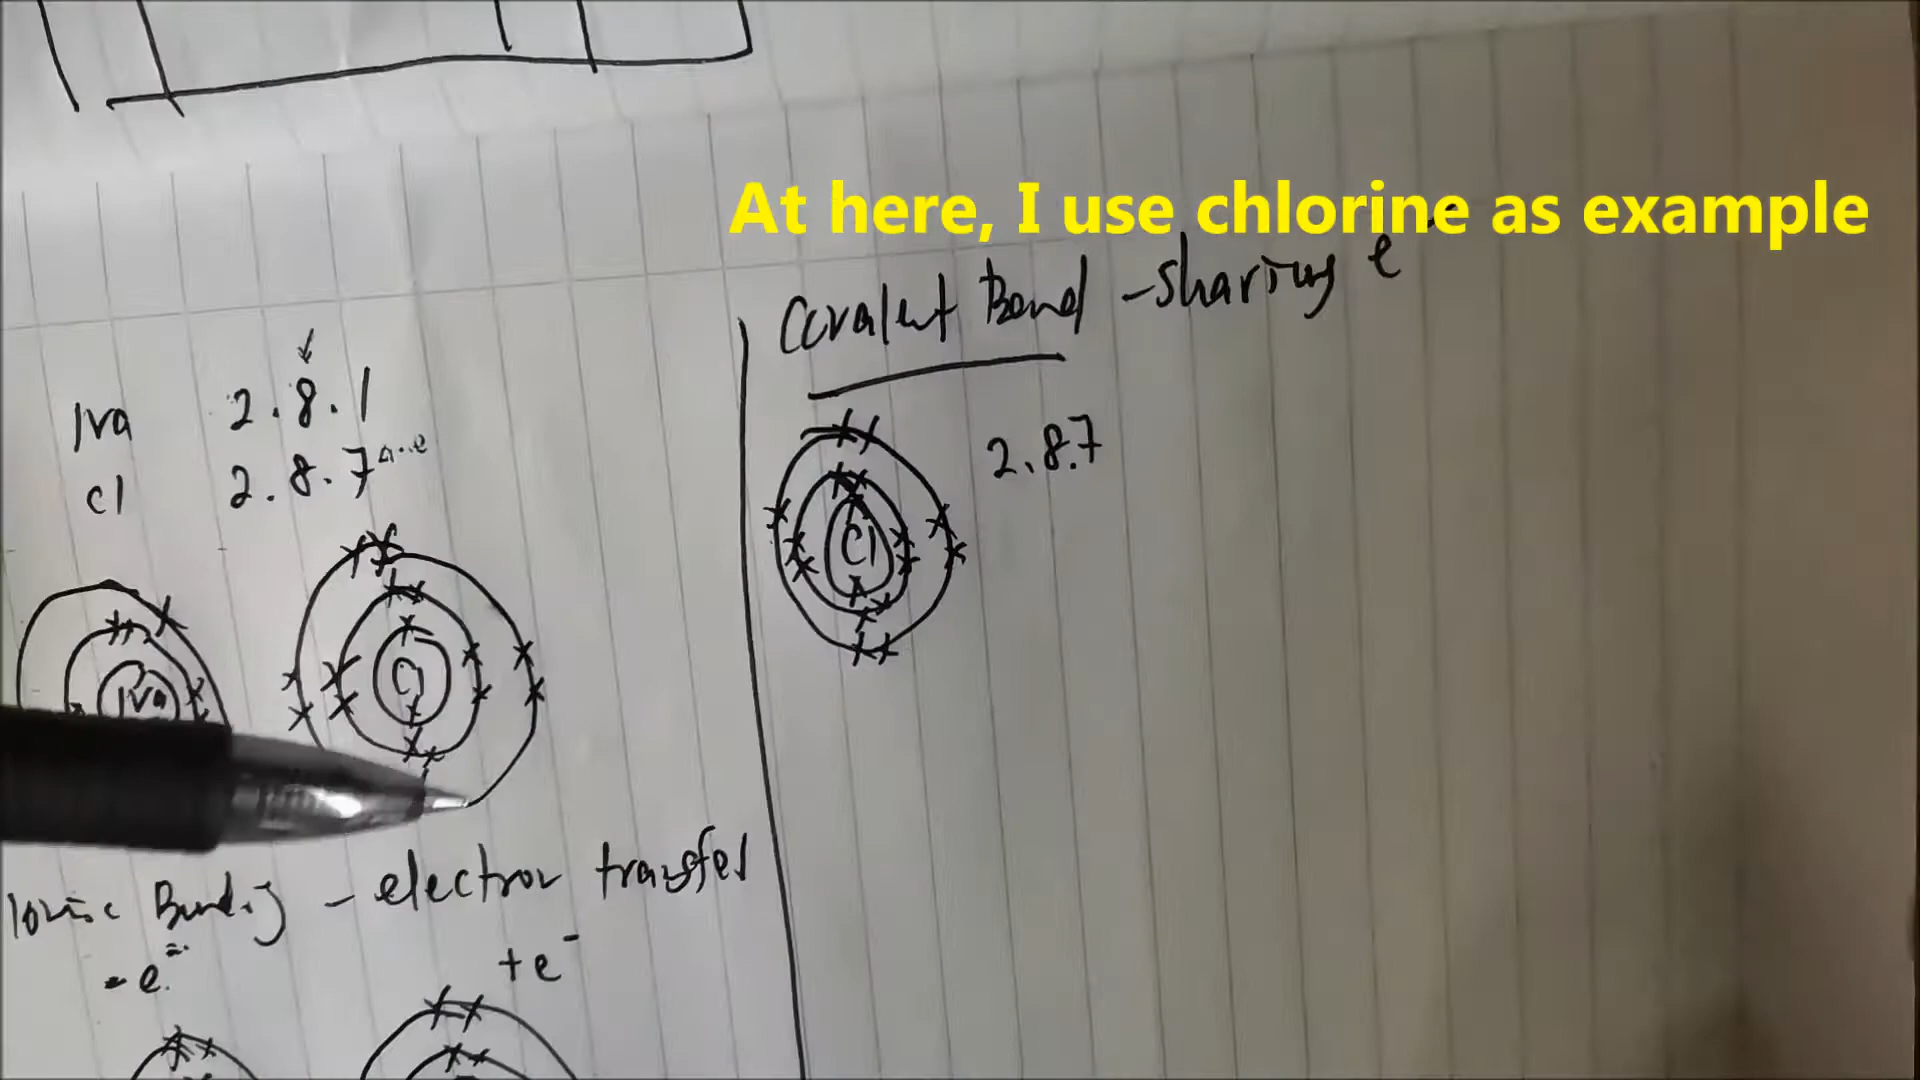 At here, I use chlorine as example
Covalent Bond - sharing e⁻
Na 2.8.1
Cl 2.8.7
2.8.7
Cl
Na
Cl
Ionic Bonding - electron transfer
- e⁻
+ e⁻